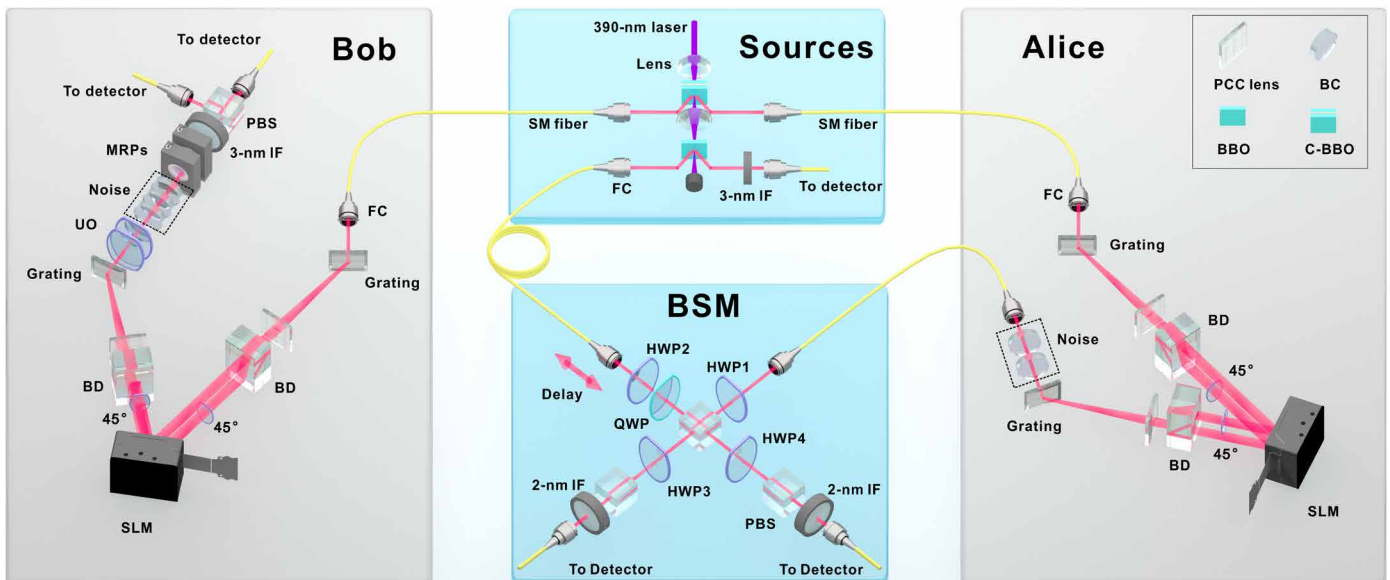 Bob
To detector
To detector
PBS
3-nm IF
MRPs
Noise
UO
Grating
FC
Grating
BD
BD
45°
45°
SLM
Sources
390-nm laser
Lens
SM fiber
SM fiber
FC
3-nm IF
To detector
BSM
HWP2
HWP1
Delay
QWP
HWP4
HWP3
2-nm IF
2-nm IF
PBS
To Detector
To Detector
Alice
PCC lens
BC
BBO
C-BBO
FC
Grating
Noise
BD
45°
Grating
45°
BD
SLM